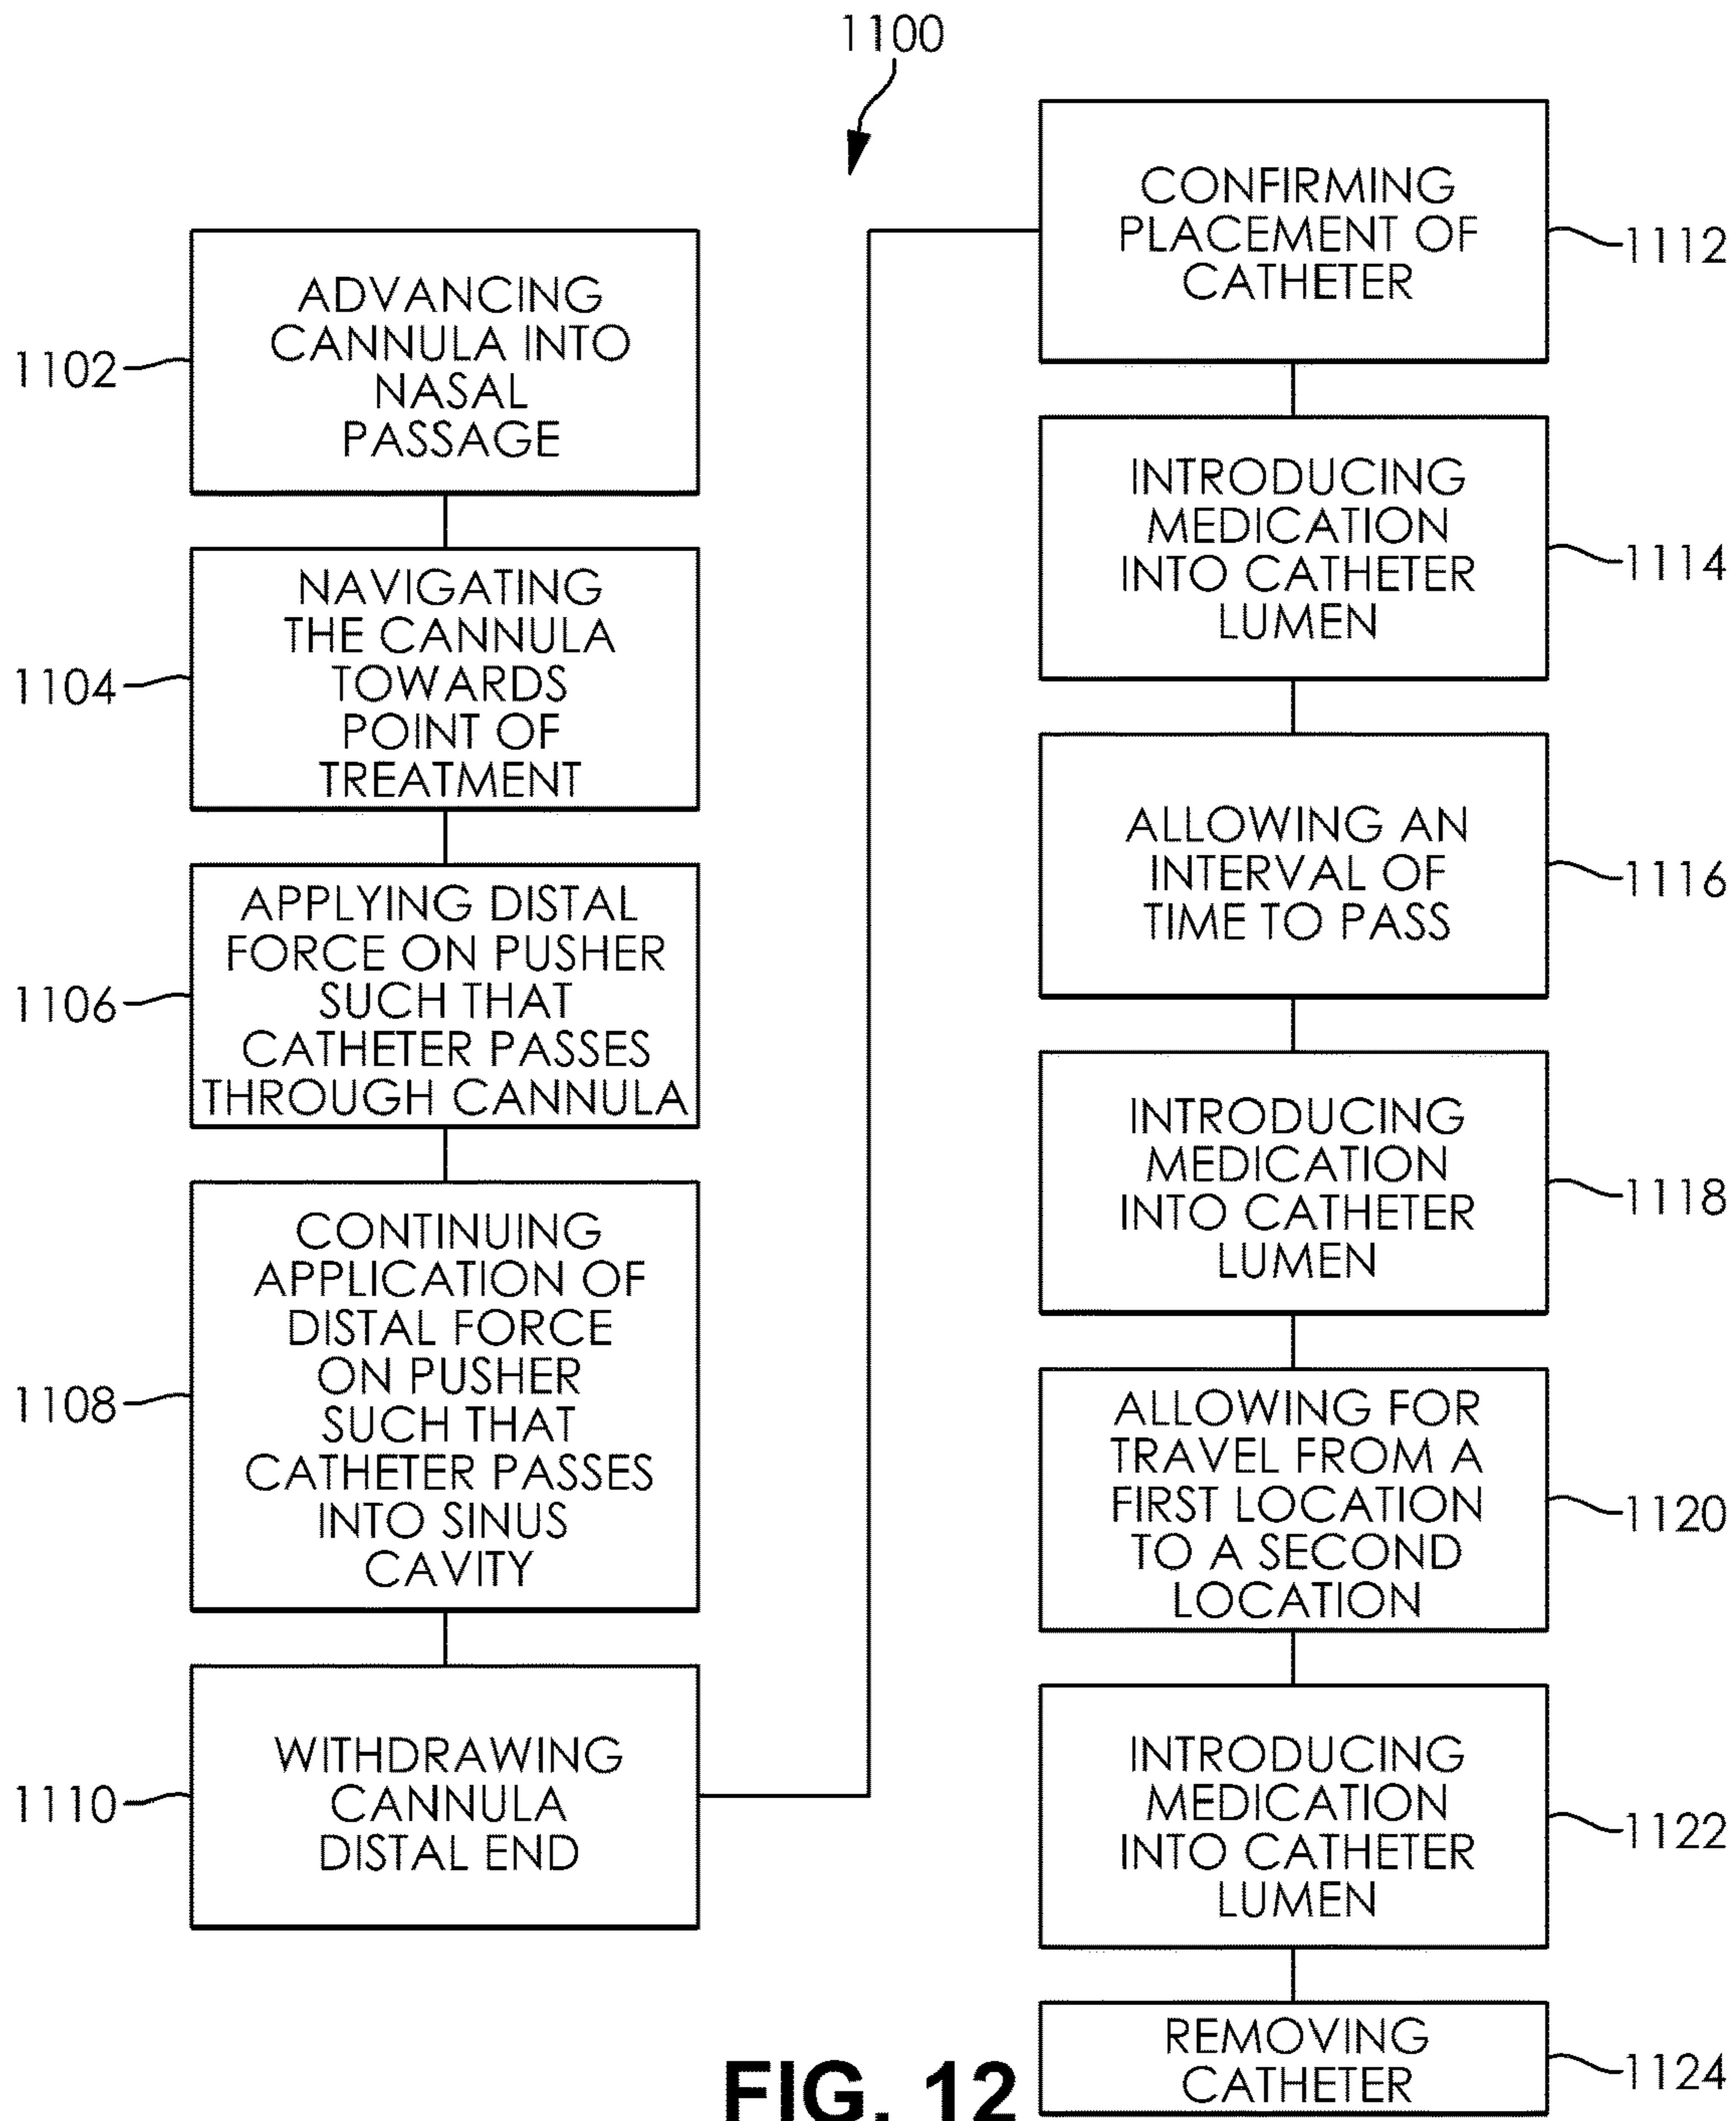 1100
1102
ADVANCING
CANNULA INTO
NASAL
PASSAGE
1104
NAVIGATING
THE CANNULA
TOWARDS
POINT OF
TREATMENT
1106
APPLYING DISTAL
FORCE ON PUSHER
SUCH THAT
CATHETER PASSES
THROUGH CANNULA
1108
CONTINUING
APPLICATION OF
DISTAL FORCE
ON PUSHER
SUCH THAT
CATHETER PASSES
INTO SINUS
CAVITY
1110
WITHDRAWING
CANNULA
DISTAL END
CONFIRMING
PLACEMENT OF
CATHETER
1112
INTRODUCING
MEDICATION
INTO CATHETER
LUMEN
1114
ALLOWING AN
INTERVAL OF
TIME TO PASS
1116
INTRODUCING
MEDICATION
INTO CATHETER
LUMEN
1118
ALLOWING FOR
TRAVEL FROM A
FIRST LOCATION
TO A SECOND
LOCATION
1120
INTRODUCING
MEDICATION
INTO CATHETER
LUMEN
1122
REMOVING
CATHETER
1124
FIG. 12